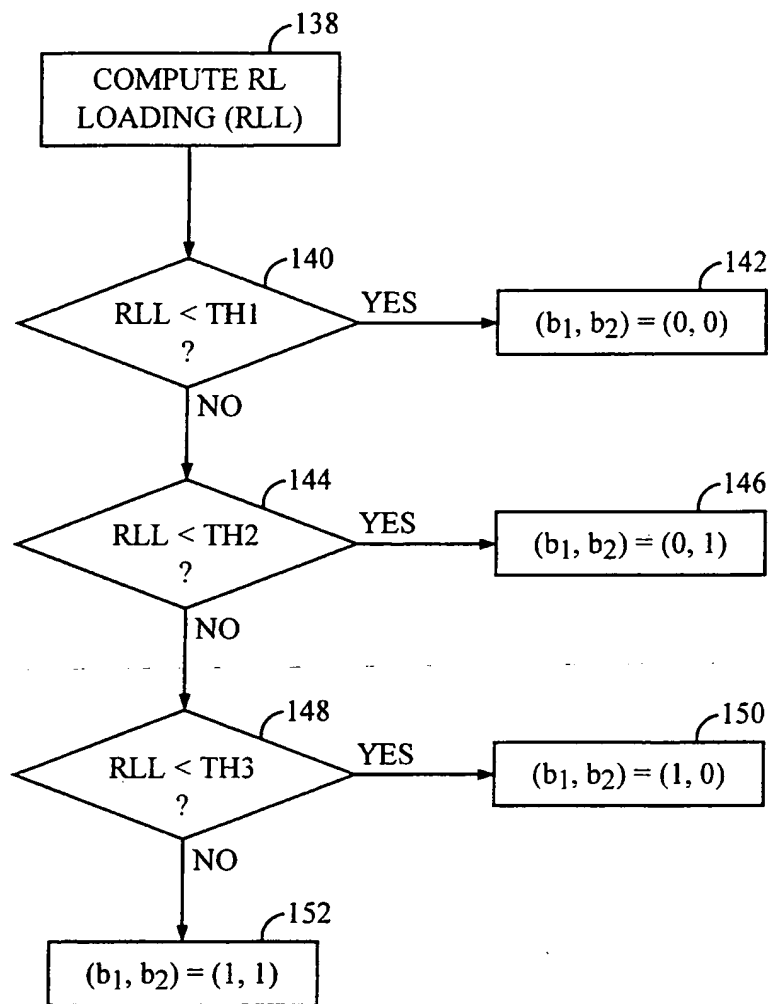 138
COMPUTE RL
LOADING (RLL)
140
RLL < TH1
?
YES
142
(b₁, b₂) = (0, 0)
NO
144
RLL < TH2
?
YES
146
(b₁, b₂) = (0, 1)
NO
148
RLL < TH3
?
YES
150
(b₁, b₂) = (1, 0)
NO
152
(b₁, b₂) = (1, 1)